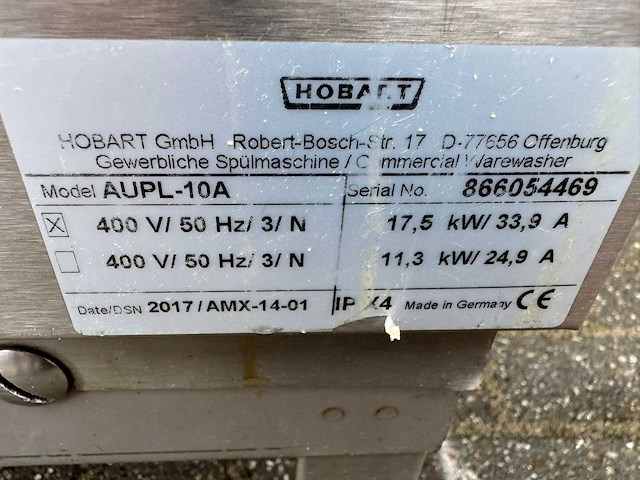 HOBART
HOBART GmbH Robert-Bosch-Str. 17 D-77656 Offenburg
Gewerbliche Spülmaschine / Commercial Warewasher
Model AUPL-10A Serial No. 866054469
☒ 400 V/ 50 Hz/ 3/ N 17,5 kW/ 33,9 A
☐ 400 V/ 50 Hz/ 3/ N 11,3 kW/ 24,9 A
Date/DSN 2017/AMX-14-01 IP X4 Made in Germany CE